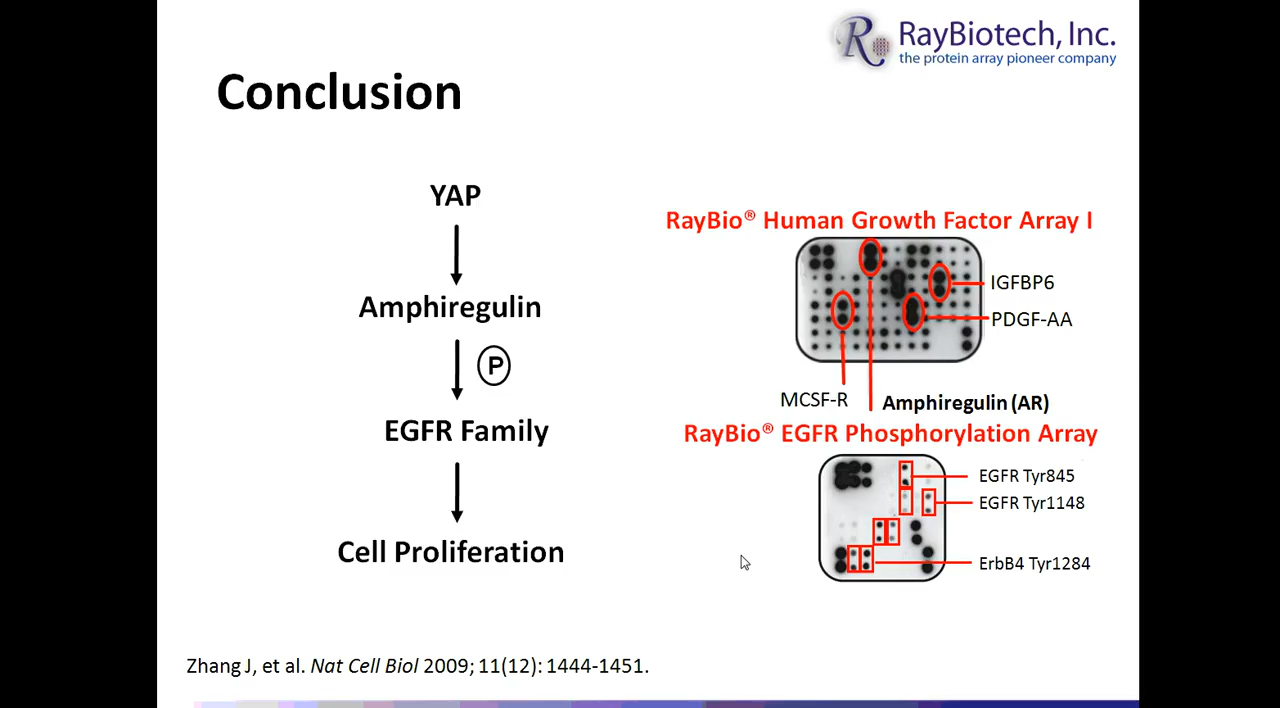 RayBiotech, Inc.
the protein array pioneer company
Conclusion
YAP
Amphiregulin
P
EGFR Family
Cell Proliferation
RayBio® Human Growth Factor Array I
IGFBP6
PDGF-AA
MCSF-R
Amphiregulin (AR)
RayBio® EGFR Phosphorylation Array
EGFR Tyr845
EGFR Tyr1148
ErbB4 Tyr1284
Zhang J, et al. Nat Cell Biol 2009; 11(12): 1444-1451.